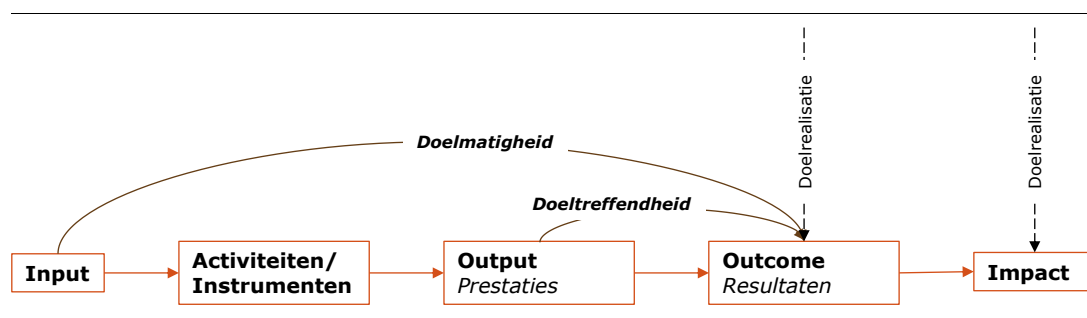 Doelrealisatie
Doelrealisatie
Doelmatigheid
Doeltreffendheid
Input
Activiteiten/
Instrumenten
Output
Prestaties
Outcome
Resultaten
Impact